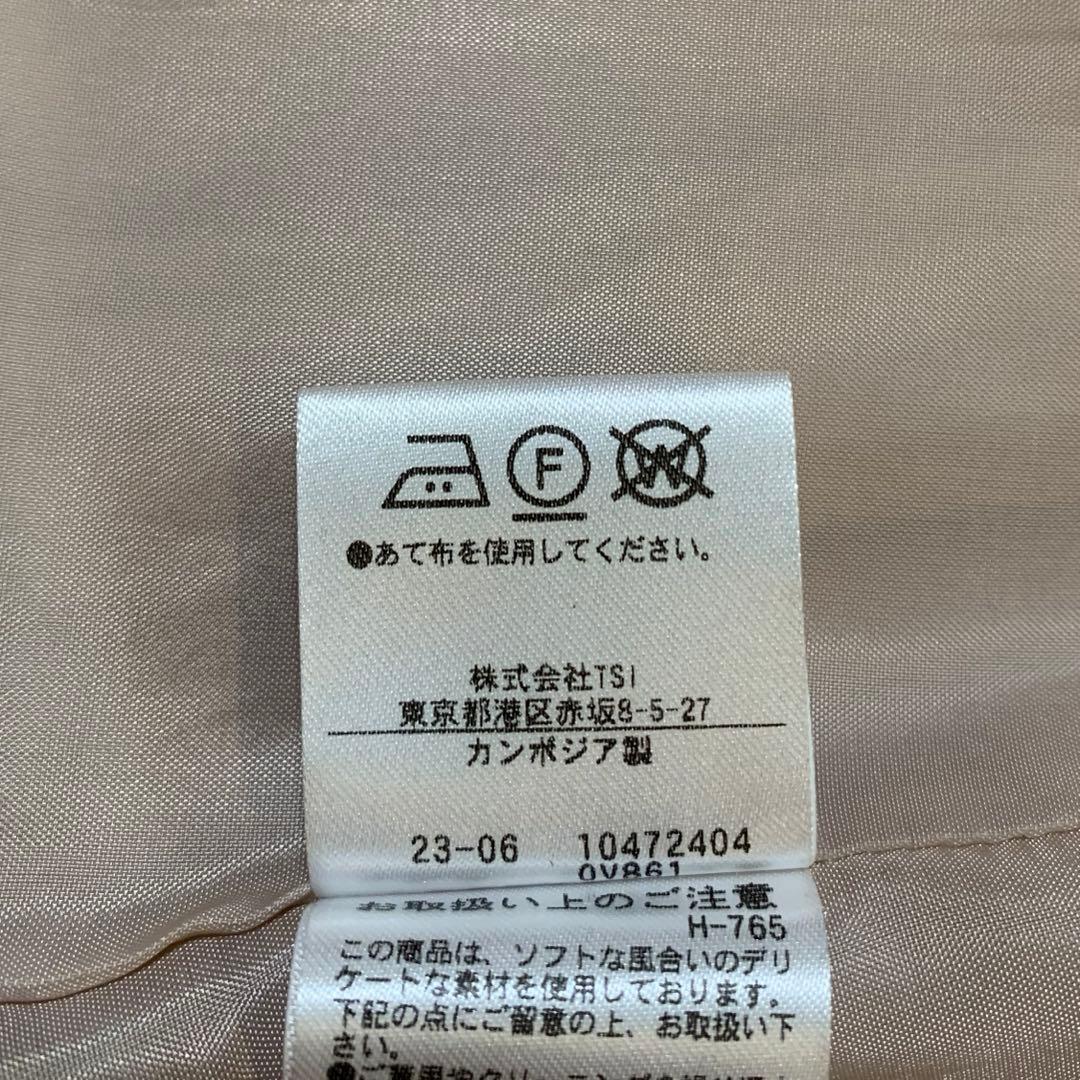 F
W
●あて布を使用してください。
株式会社TSI
東京都港区赤坂8-5-27
カンボジア製
23-06 10472404
0V861
お取扱い上のご注意
H-765
この商品は、ソフトな風合いのデリ
ケートな素材を使用しております。
下記の点にご留意の上、お取扱い下
さい。